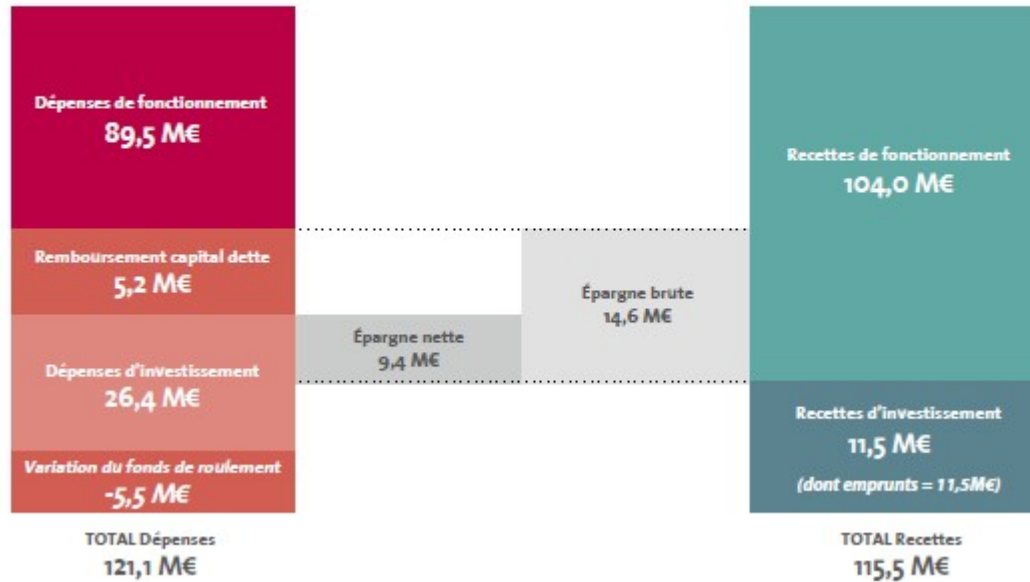 Dépenses de fonctionnement
89,5 M€
Remboursement capital dette
5,2 M€
Dépenses d'investissement
26,4 M€
Variation du fonds de roulement
-5,5 M€
TOTAL Dépenses
121,1 M€
Épargne nette
9,4 M€
Épargne brute
14,6 M€
Recettes de fonctionnement
104,0 M€
Recettes d'investissement
11,5 M€
(dont emprunts = 11,5M€)
TOTAL Recettes
115,5 M€